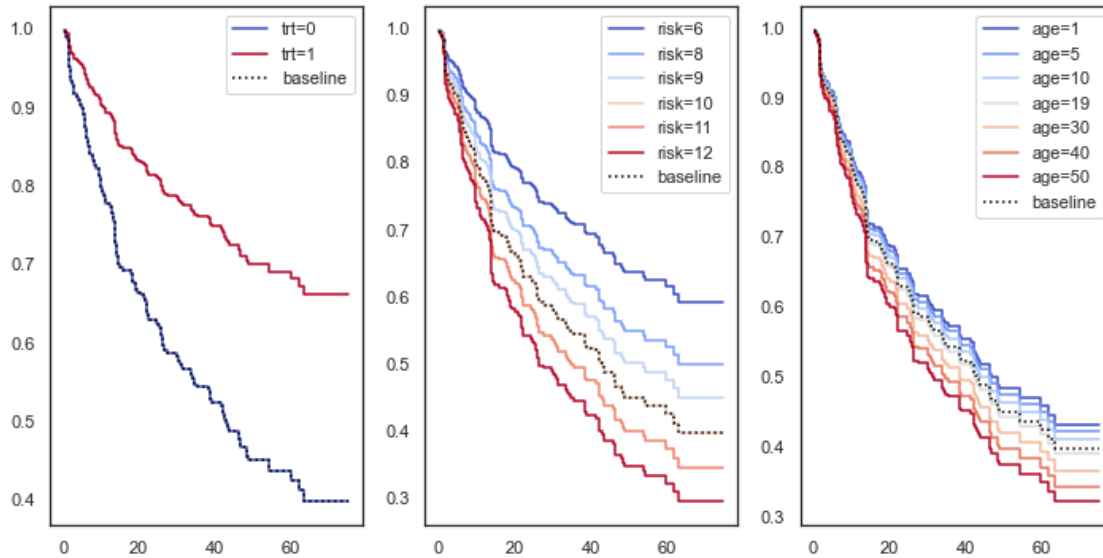 1.0
0.9
0.8
0.7
0.6
0.5
0.4
0 20 40 60
trt=0
trt=1
baseline
1.0
0.9
0.8
0.7
0.6
0.5
0.4
0.3
0 20 40 60
risk=6
risk=8
risk=9
risk=10
risk=11
risk=12
baseline
1.0
0.9
0.8
0.7
0.6
0.5
0.4
0.3
0 20 40 60
age=1
age=5
age=10
age=19
age=30
age=40
age=50
baseline